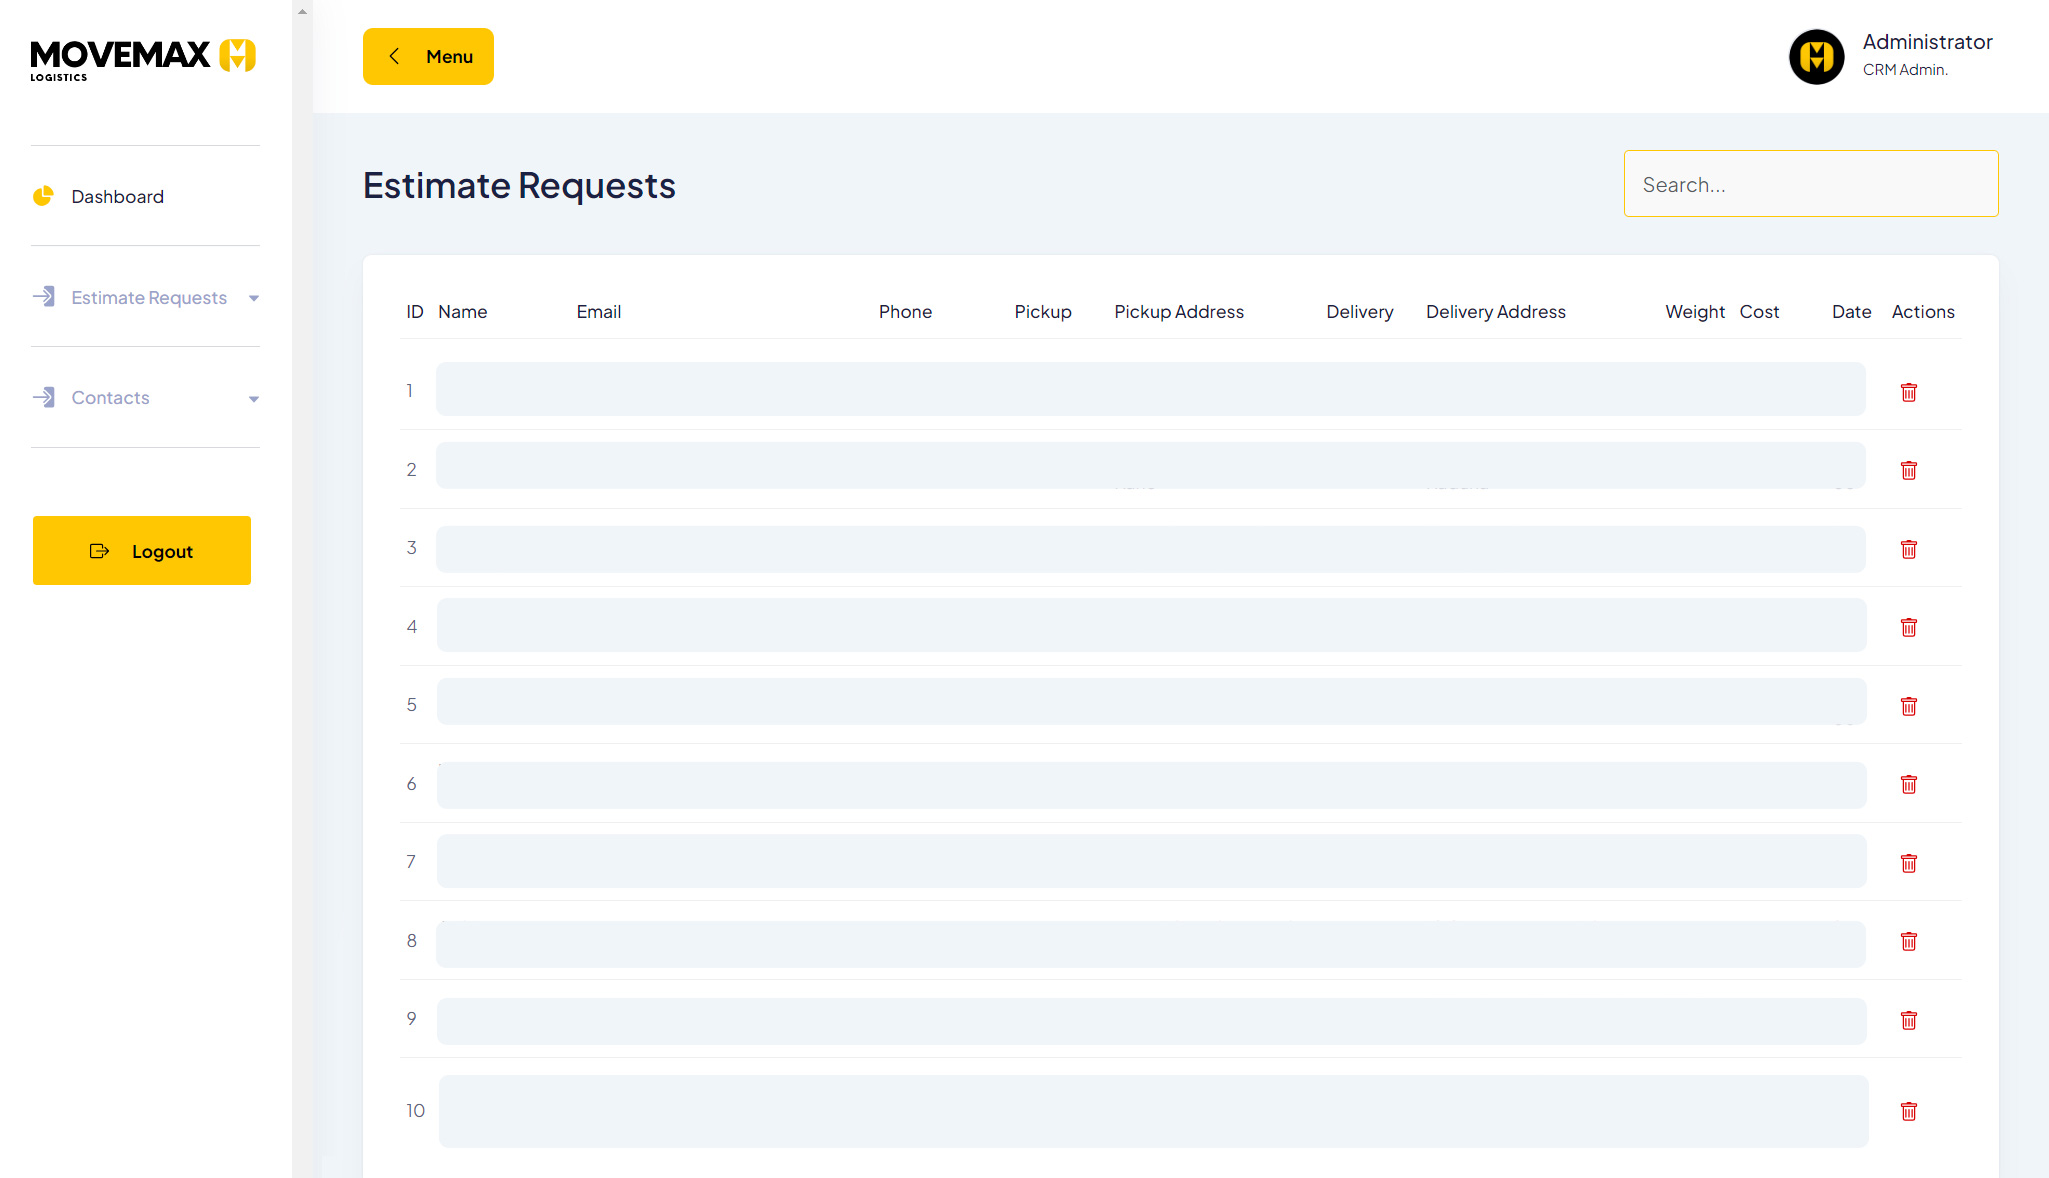 MOVEMAX
LOGISTICS
Menu
Administrator
CRM Admin.
Dashboard
Estimate Requests
Contacts
Logout
Estimate Requests
Search...
ID Name Email Phone Pickup Pickup Address Delivery Delivery Address Weight Cost Date Actions
1
2
3
4
5
6
7
8
9
10